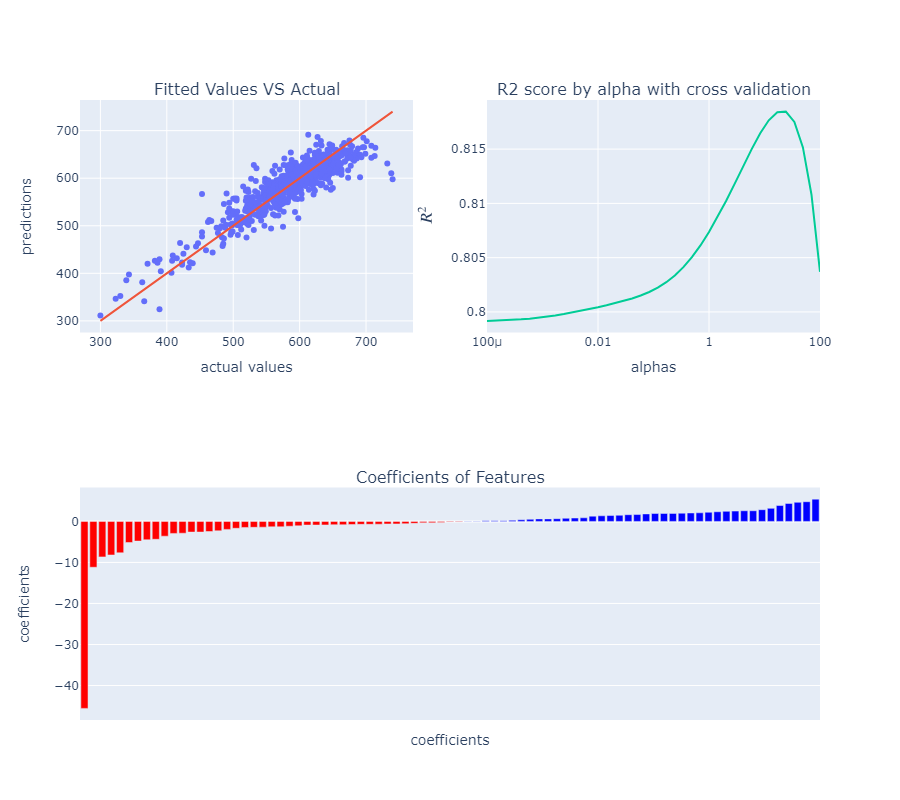 Fitted Values VS Actual
700
600
500
400
300
predictions
300 400 500 600 700
actual values
R2 score by alpha with cross validation
0.815
0.81
0.805
0.8
R²
100μ 0.01 1 100
alphas
Coefficients of Features
0
−10
−20
−30
−40
coefficients
coefficients